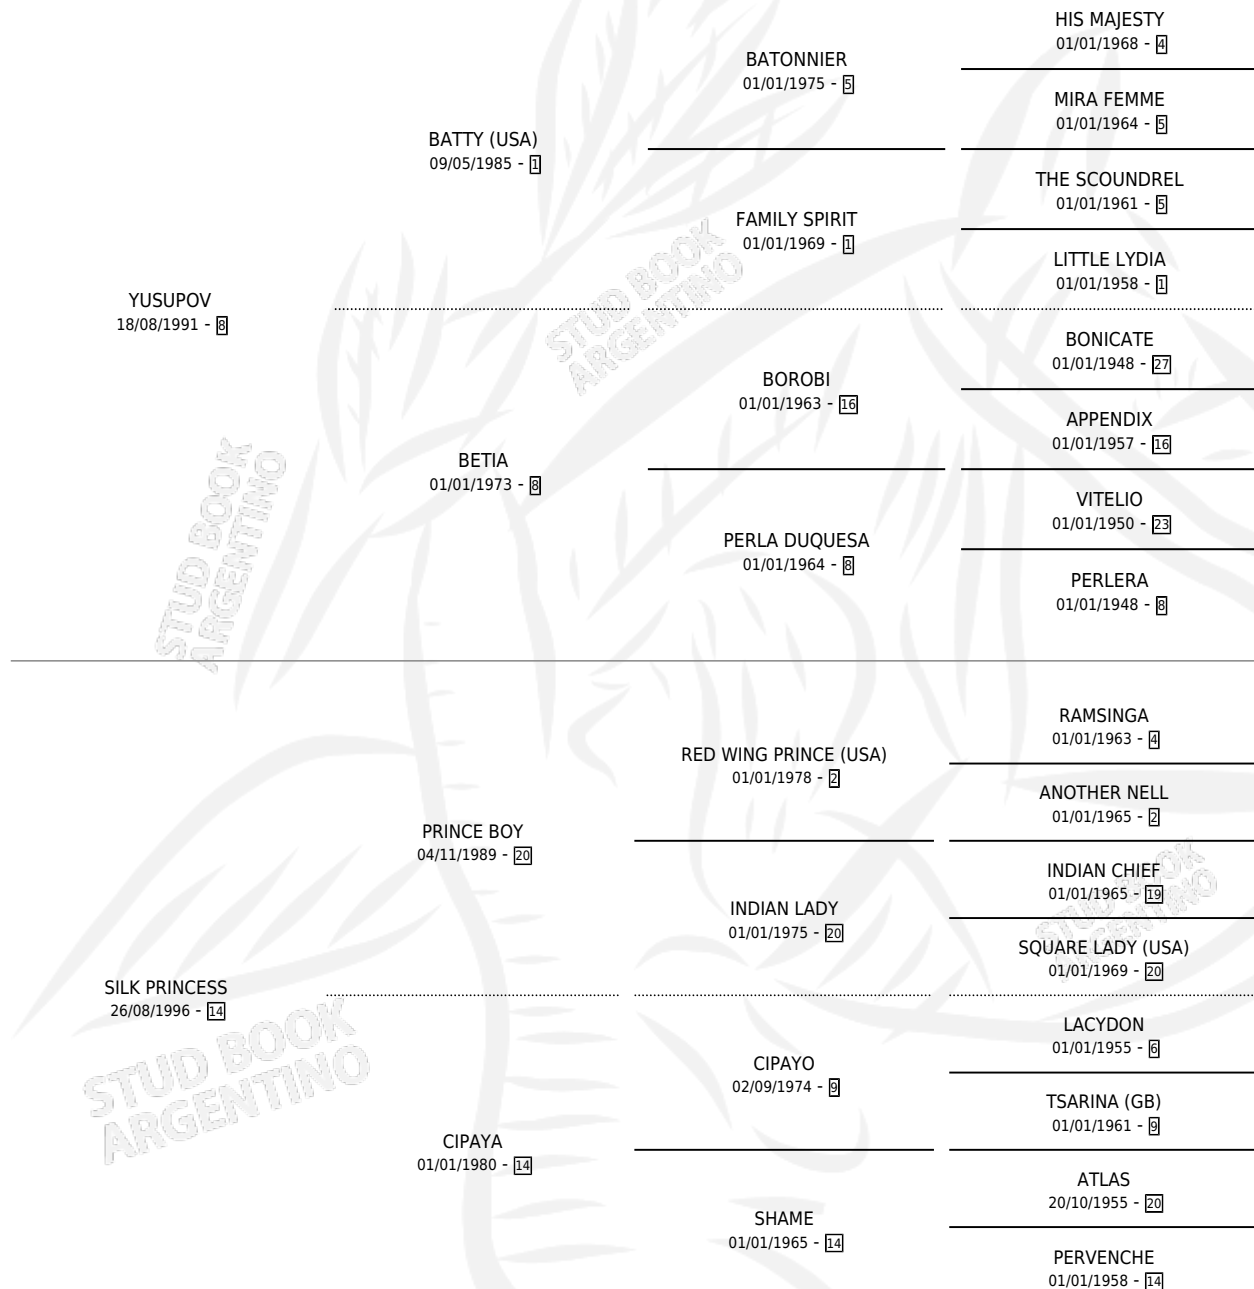 HIS MAJESTY
01/01/1968 - 4
BATONNIER
01/01/1975 - 5
MIRA FEMME
01/01/1964 - 5
BATTY (USA)
09/05/1985 - 1
THE SCOUNDREL
01/01/1961 - 5
FAMILY SPIRIT
01/01/1969 - 1
LITTLE LYDIA
01/01/1958 - 1
YUSUPOV
18/08/1991 - 8
STUD BOOK
ARGENTINO
BONICATE
01/01/1948 - 27
BOROBI
01/01/1963 - 16
APPENDIX
01/01/1957 - 16
BETIA
01/01/1973 - 8
VITELIO
01/01/1950 - 23
PERLA DUQUESA
01/01/1964 - 8
PERLERA
01/01/1948 - 8
STUD BOOK
ARGENTINO
RAMSINGA
01/01/1963 - 4
RED WING PRINCE (USA)
01/01/1978 - 2
ANOTHER NELL
01/01/1965 - 2
PRINCE BOY
04/11/1989 - 20
INDIAN CHIEF
01/01/1965 - 19
INDIAN LADY
01/01/1975 - 20
STUD BOOK
ARGENTINO
SQUARE LADY (USA)
01/01/1969 - 20
SILK PRINCESS
26/08/1996 - 14
LACYDON
01/01/1955 - 6
CIPAYO
02/09/1974 - 9
STUD BOOK
ARGENTINO
TSARINA (GB)
01/01/1961 - 9
CIPAYA
01/01/1980 - 14
ATLAS
20/10/1955 - 20
SHAME
01/01/1965 - 14
PERVENCHE
01/01/1958 - 14